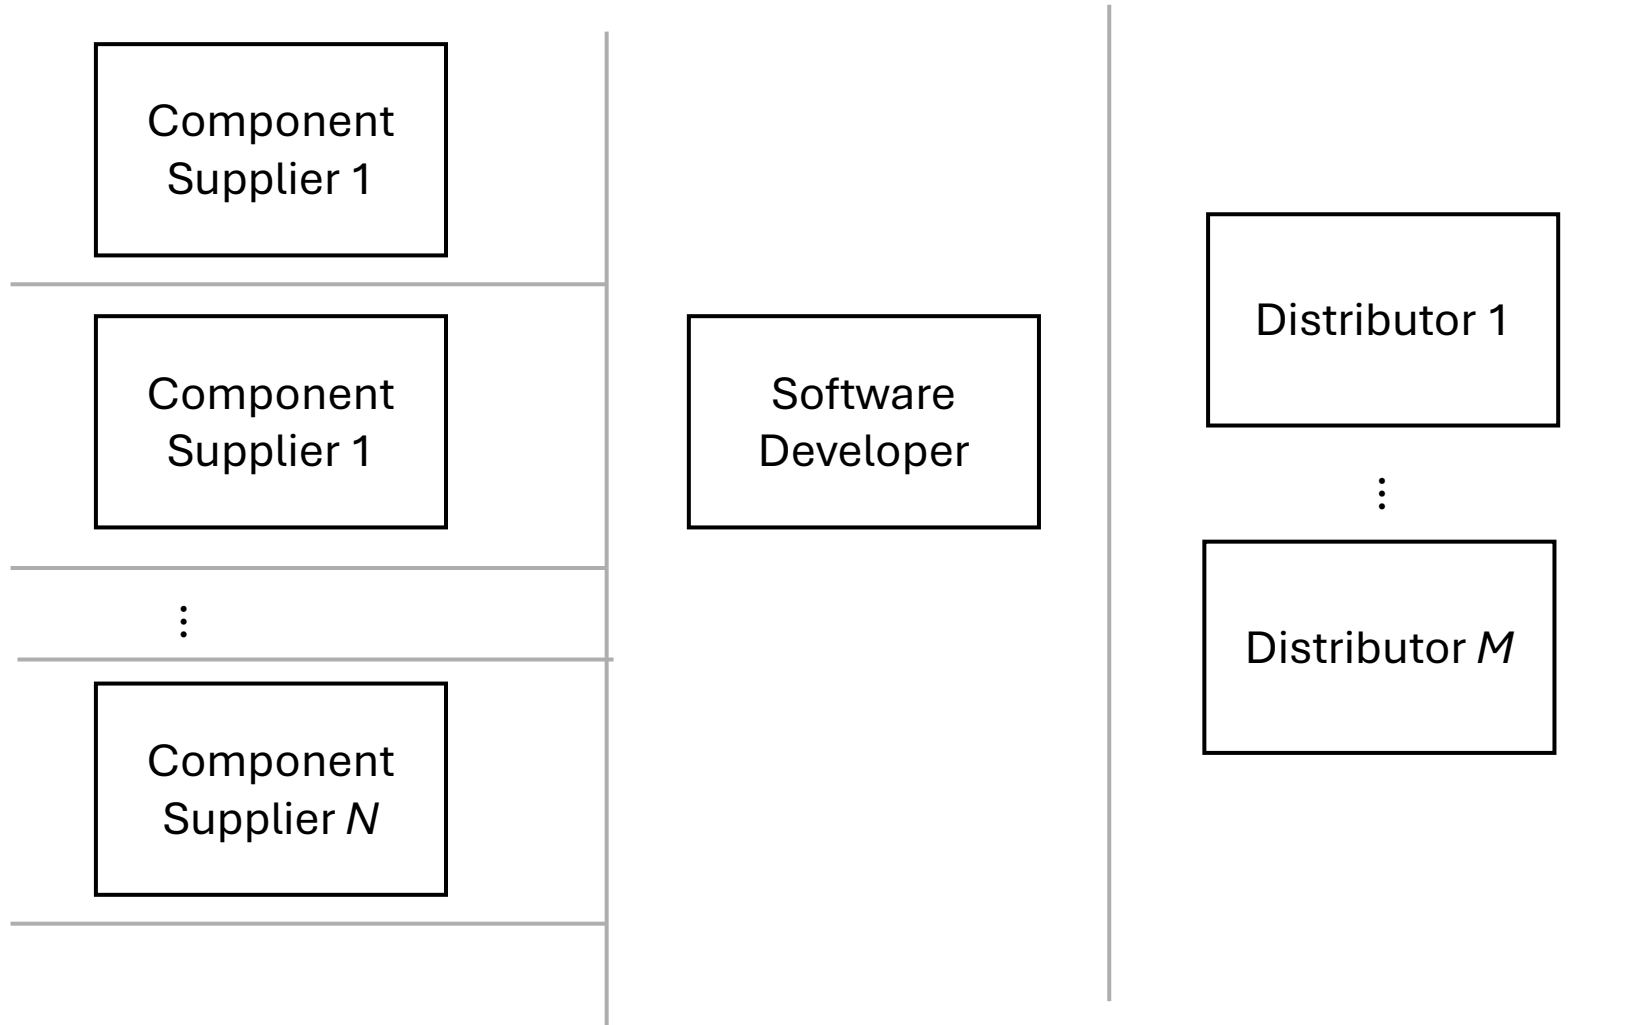 Component
Supplier 1
Component
Supplier 1
⋮
Component
Supplier N
Software
Developer
Distributor 1
⋮
Distributor M